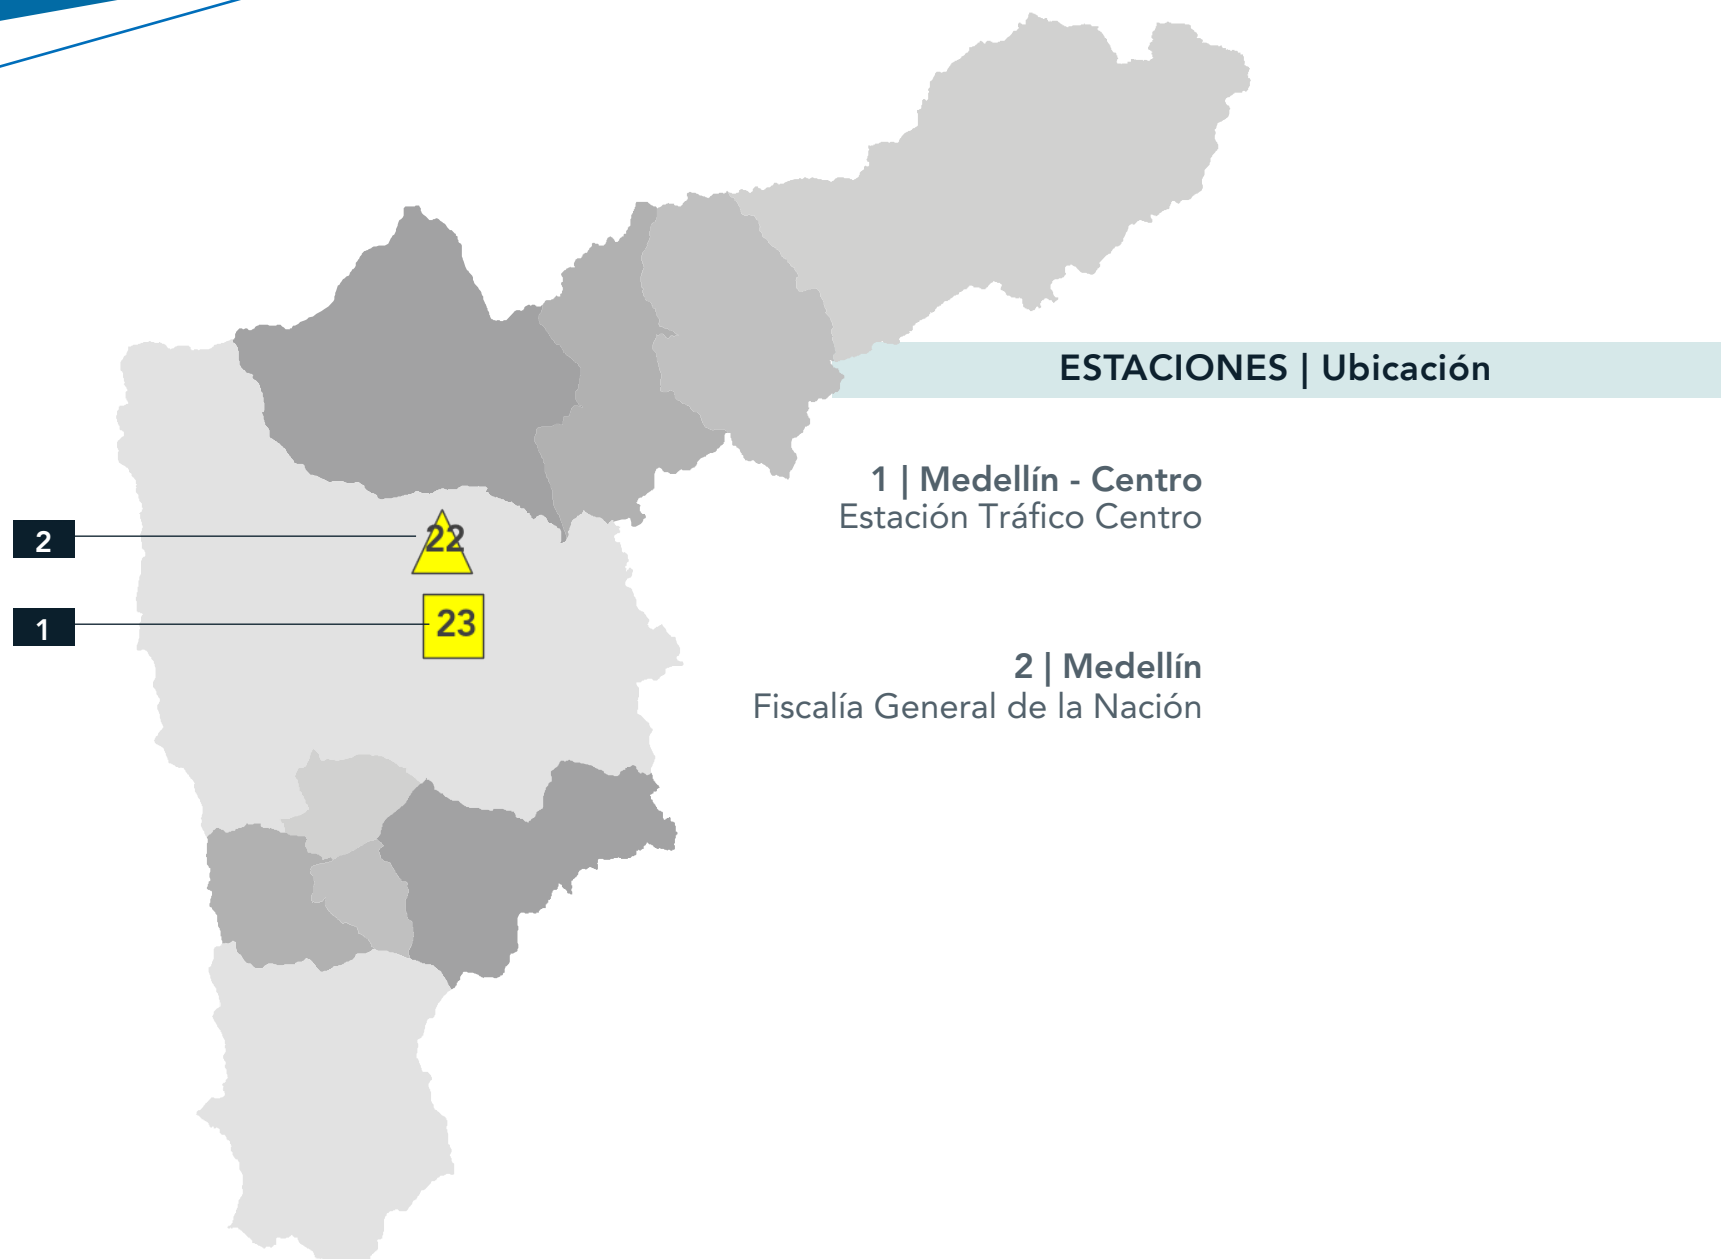 ESTACIONES | Ubicación
1 | Medellín - Centro
Estación Tráfico Centro
2
22
1
23
2 | Medellín
Fiscalía General de la Nación